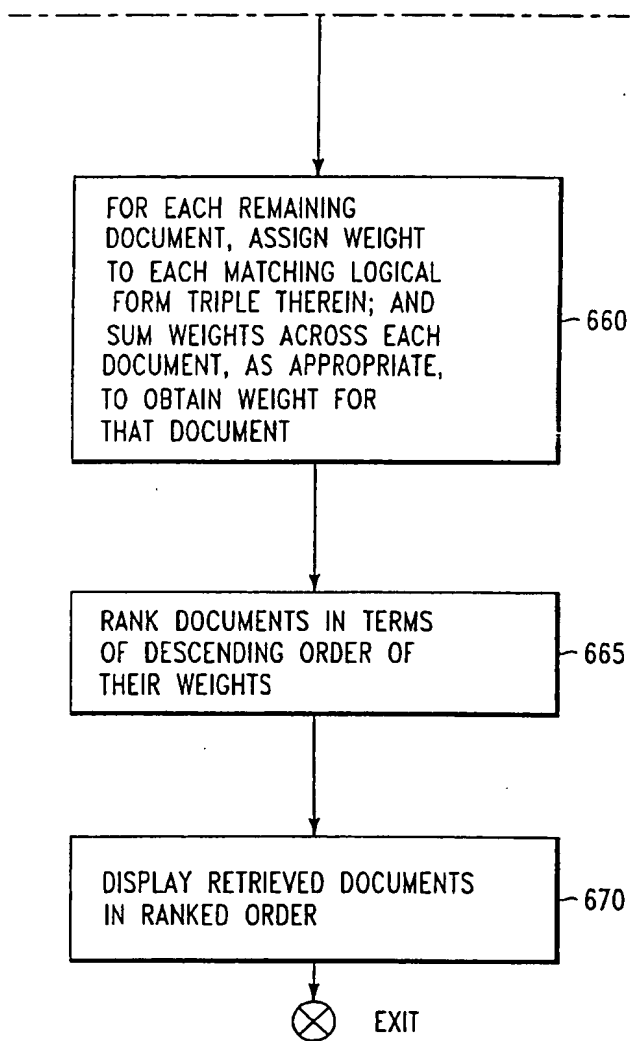 FOR EACH REMAINING
DOCUMENT, ASSIGN WEIGHT
TO EACH MATCHING LOGICAL
FORM TRIPLE THEREIN; AND
SUM WEIGHTS ACROSS EACH
DOCUMENT, AS APPROPRIATE,
TO OBTAIN WEIGHT FOR
THAT DOCUMENT
660
RANK DOCUMENTS IN TERMS
OF DESCENDING ORDER OF
THEIR WEIGHTS
665
DISPLAY RETRIEVED DOCUMENTS
IN RANKED ORDER
670
EXIT